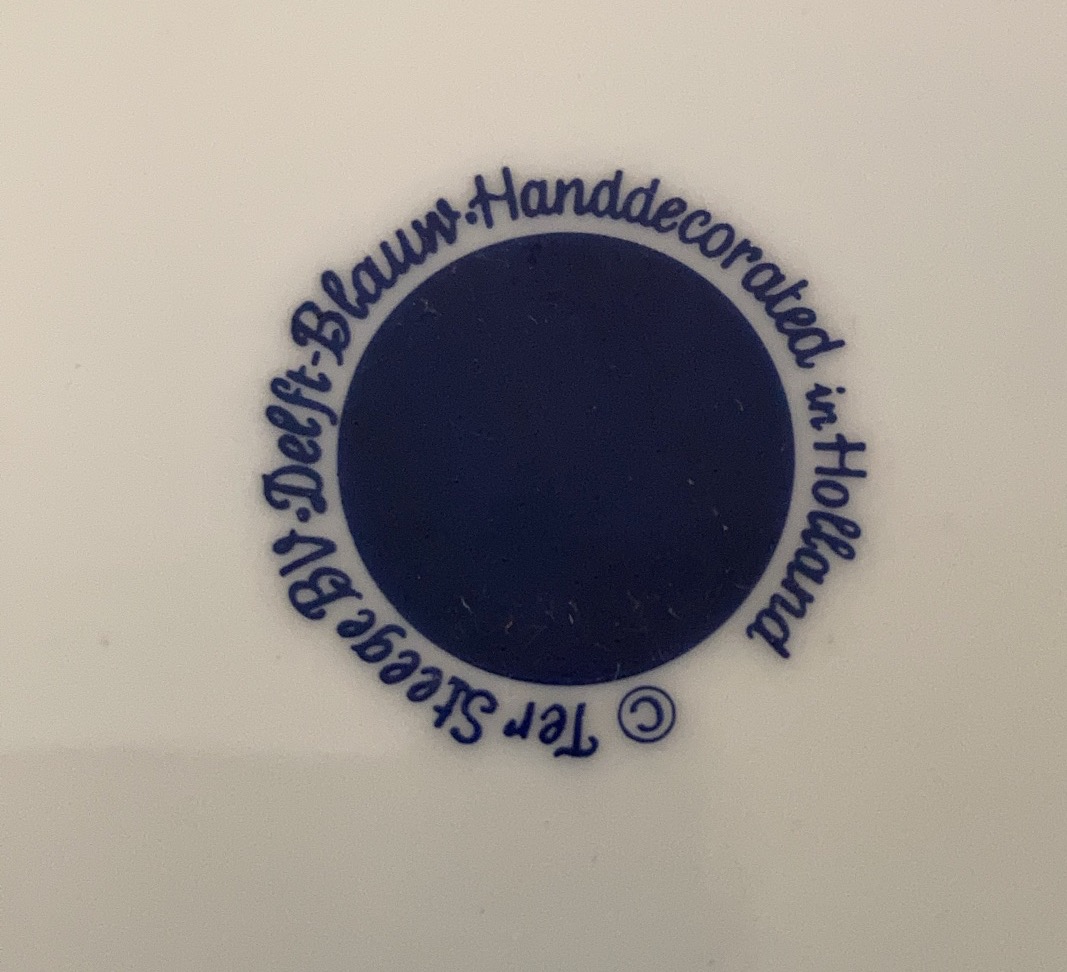 © Ter Steege BV·Delft-Blauw·Handdecorated in Holland